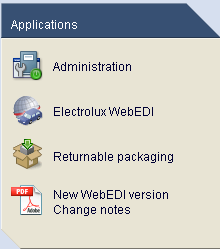 Applications
Administration
Electrolux WebEDI
Returnable packaging
PDF
Adobe
New WebEDI version
Change notes